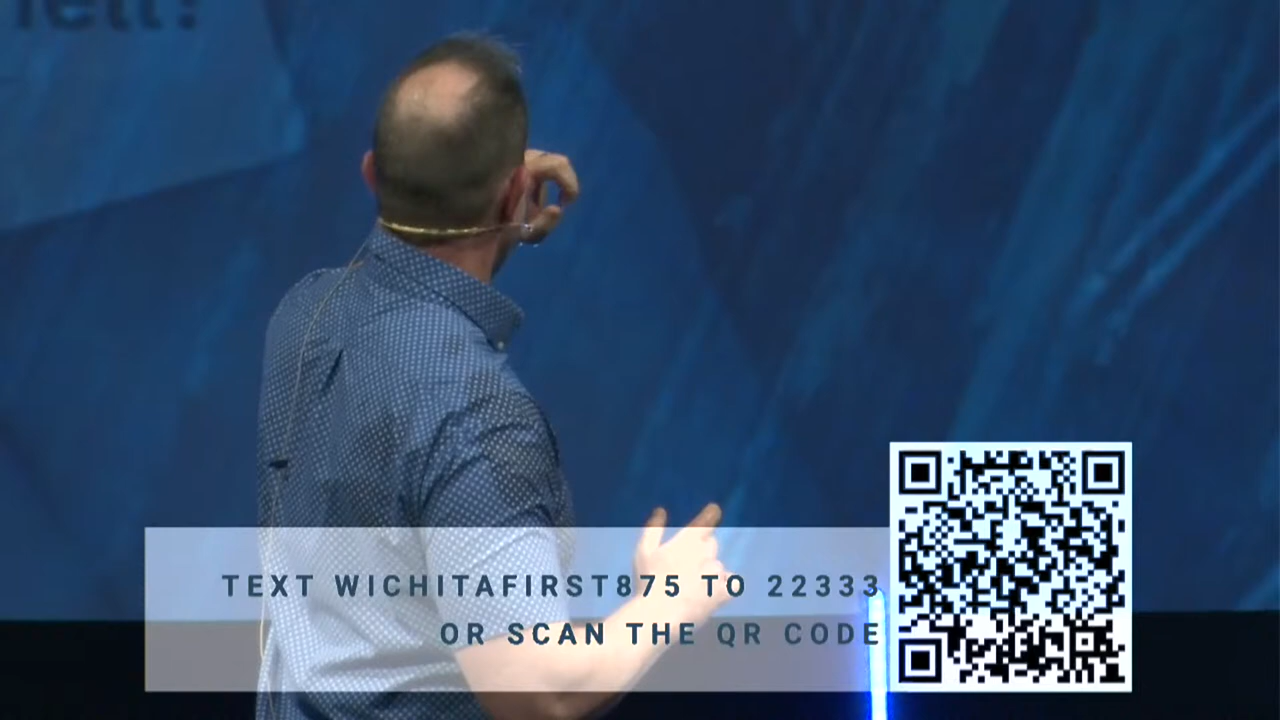 TEXT WICHITAFIRST875 TO 22333
OR SCAN THE QR CODE